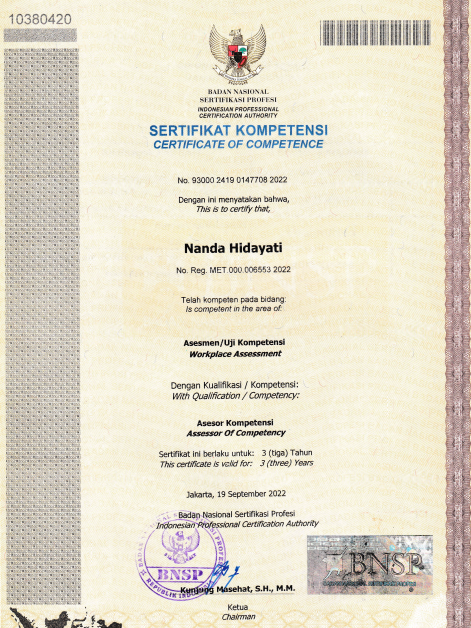 10380420
BADAN NASIONAL
SERTIFIKASI PROFESI
INDONESIAN PROFESSIONAL
CERTIFICATION AUTHORITY
SERTIFIKAT KOMPETENSI
CERTIFICATE OF COMPETENCE
No. 93000 2419 0147708 2022
Dengan ini menyatakan bahwa,
This is to certify that,
Nanda Hidayati
No. Reg. MET.000.006553 2022
Telah kompeten pada bidang:
Is competent in the area of:
Asesmen/Uji Kompetensi
Workplace Assessment
Dengan Kualifikasi / Kompetensi:
With Qualification / Competency:
Asesor Kompetensi
Assessor Of Competency
Sertifikat ini berlaku untuk: 3 (tiga) Tahun
This certificate is valid for: 3 (three) Years
Jakarta, 19 September 2022
Badan Nasional Sertifikasi Profesi
Indonesian Professional Certification Authority
BNSP
REPUBLIK INDONESIA
BNSP
Kunjung Masehat, S.H., M.M.
Ketua
Chairman